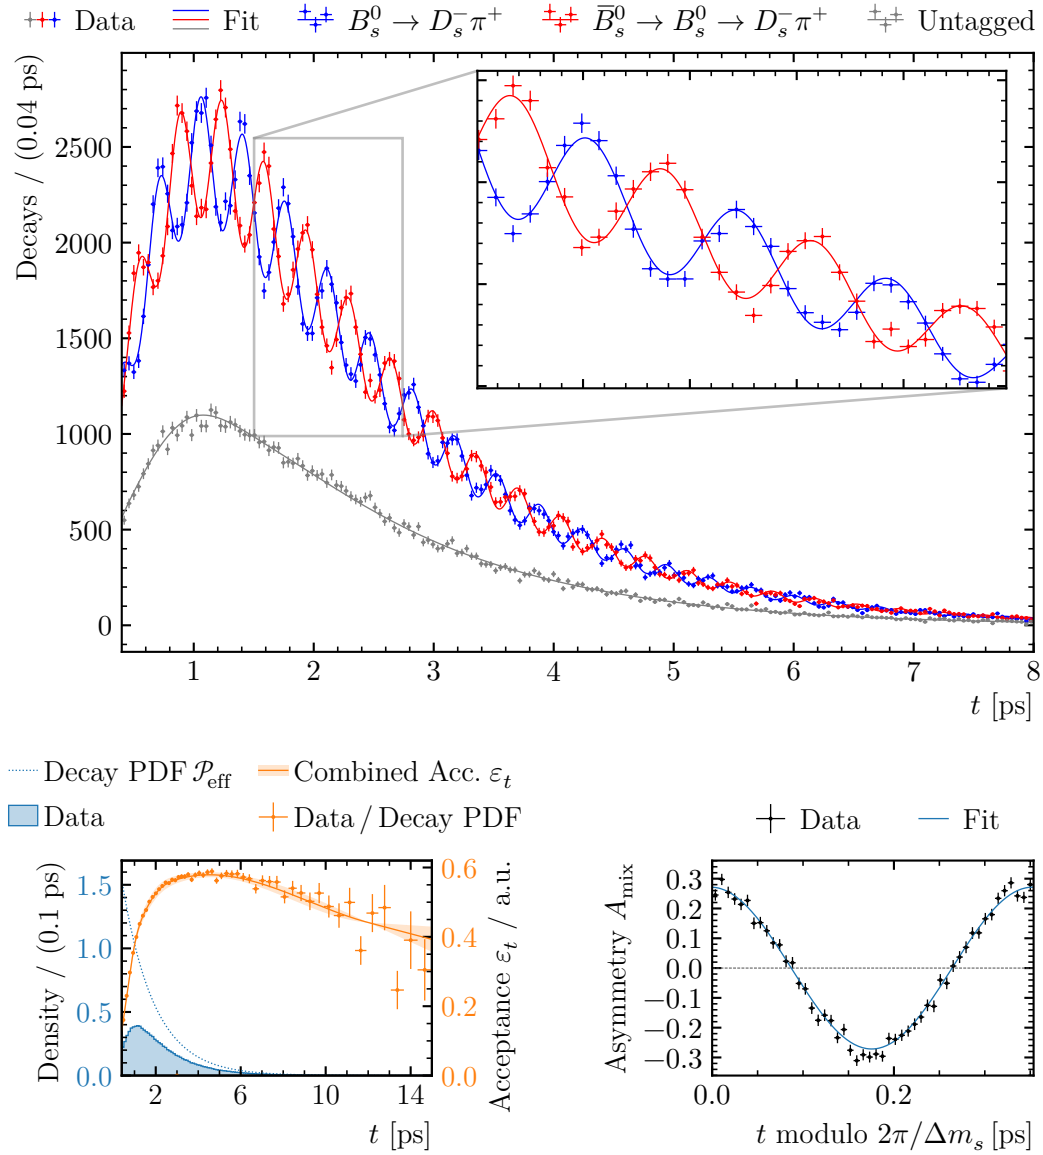 Data Fit B_s^0 → D_s^- π^+ B̄_s^0 → B_s^0 → D_s^- π^+ Untagged
Decays / (0.04 ps)
2500
2000
1500
1000
500
0
1 2 3 4 5 6 7 8
t [ps]
Decay PDF 𝒫_eff Combined Acc. ε_t
Data Data / Decay PDF
Density / (0.1 ps)
1.5
1.0
0.5
0.0
0.6
0.4
0.2
0.0
Acceptance ε_t / a.u.
2 6 10 14
t [ps]
Data Fit
Asymmetry A_mix
0.3
0.2
0.1
0.0
−0.1
−0.2
−0.3
0.0 0.2
t modulo 2π/Δm_s [ps]